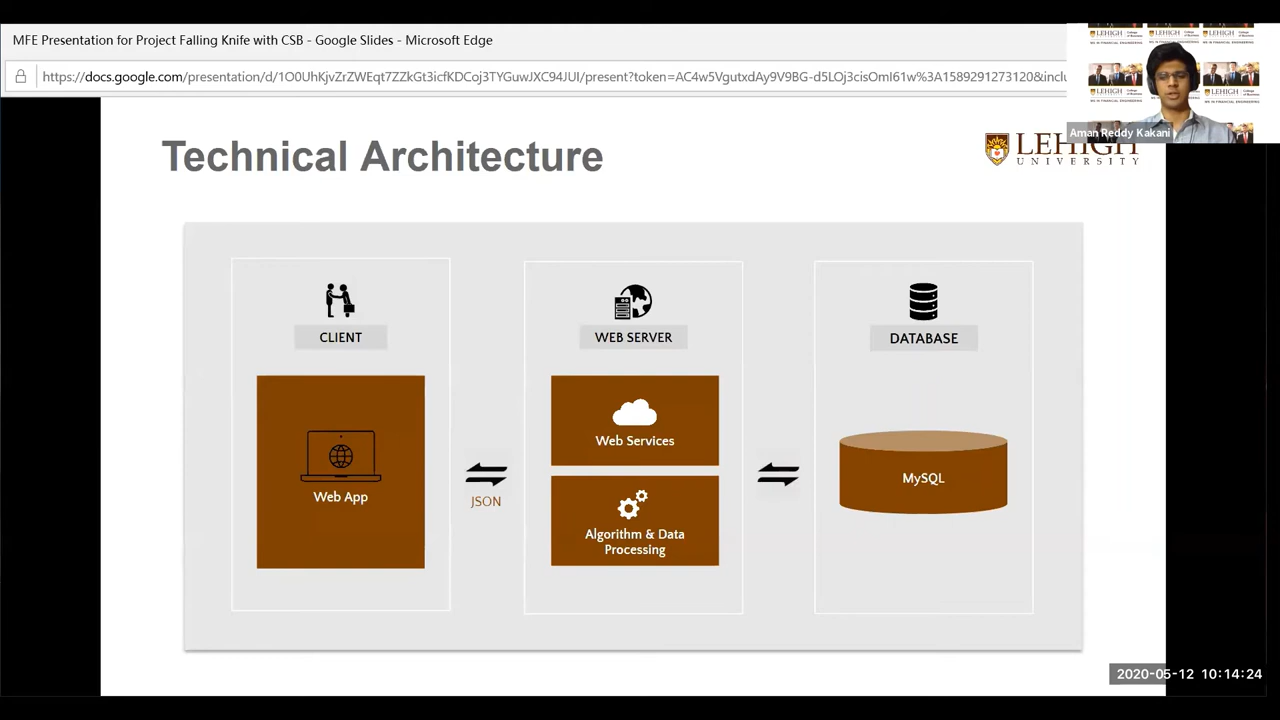 MFE Presentation for Project Falling Knife with CSB - Google Slides - Microsoft Edge
https://docs.google.com/presentation/d/1O0UhKjvZrZWEqt7ZZKGt3icfKDCoj3TYGuwJXC94JUI/present?token=AC4w5VgutxdAy9V9BG-d5LOj3cisOmI61w%3A1589291273120&inclu
Aman Reddy Kakani
Technical Architecture
LEHIGH
UNIVERSITY
CLIENT
WEB SERVER
DATABASE
Web App
JSON
Web Services
Algorithm & Data
Processing
MySQL
2020-05-12 10:14:24